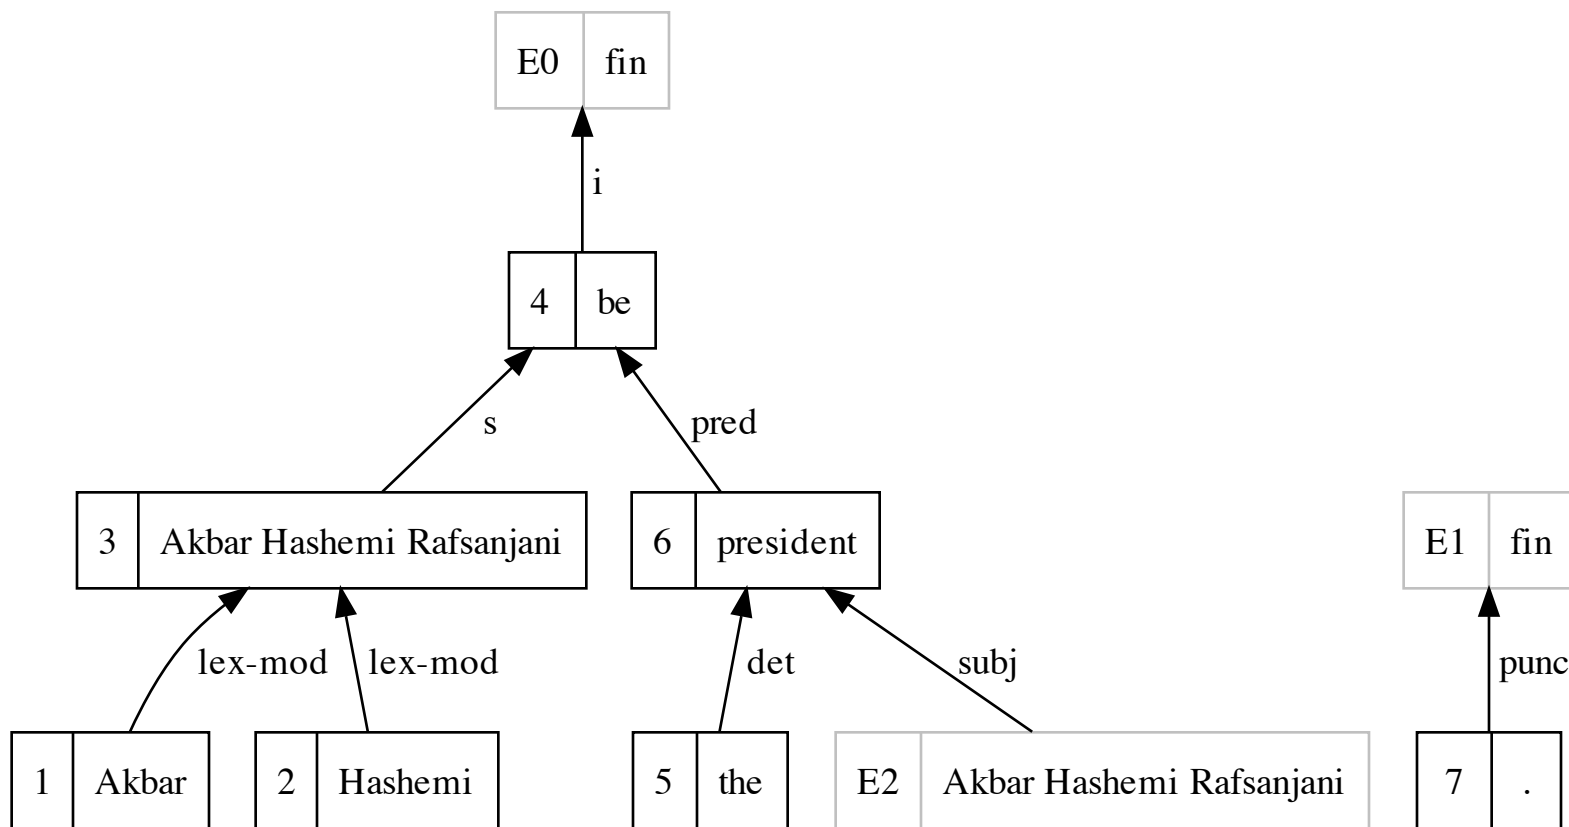 E0 fin
i
4 be
s pred
3 Akbar Hashemi Rafsanjani 6 president E1 fin
lex-mod lex-mod det subj punc
1 Akbar 2 Hashemi 5 the E2 Akbar Hashemi Rafsanjani 7 .